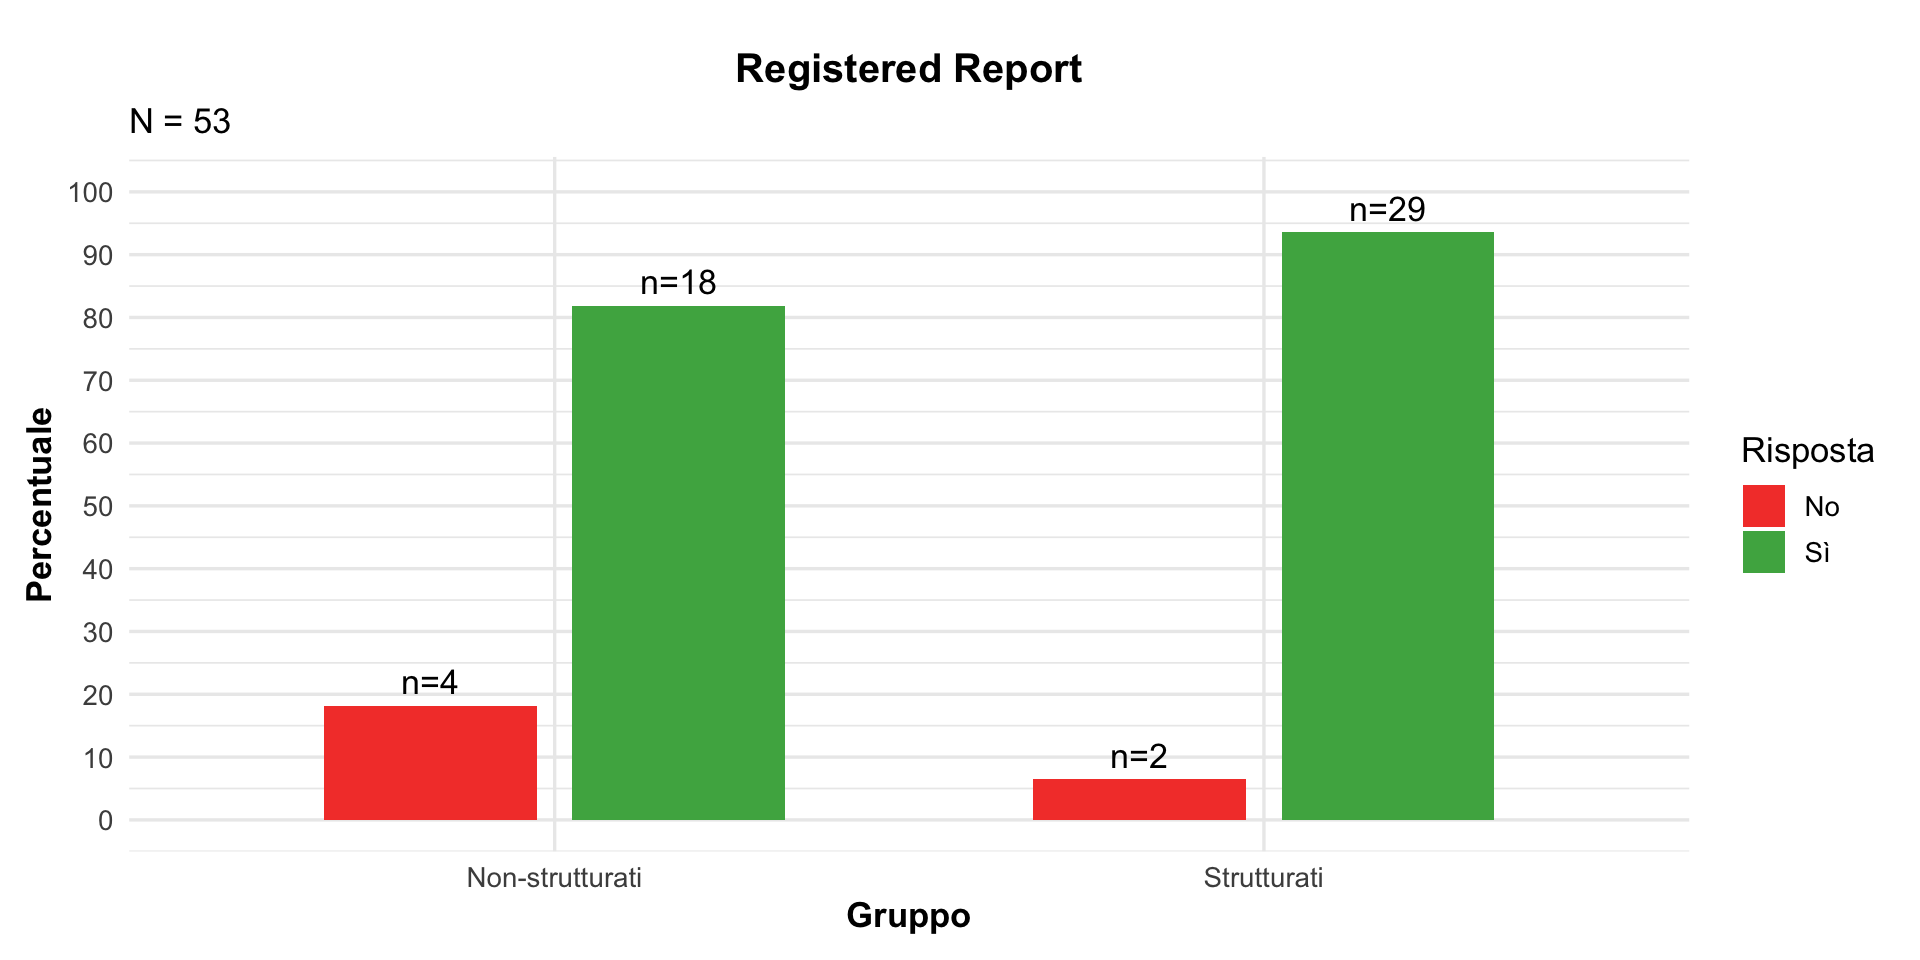 Registered Report
N = 53
Percentuale
100
90
80
70
60
50
40
30
20
10
0
n=4
n=18
n=2
n=29
Non-strutturati
Strutturati
Gruppo
Risposta
No
Sì